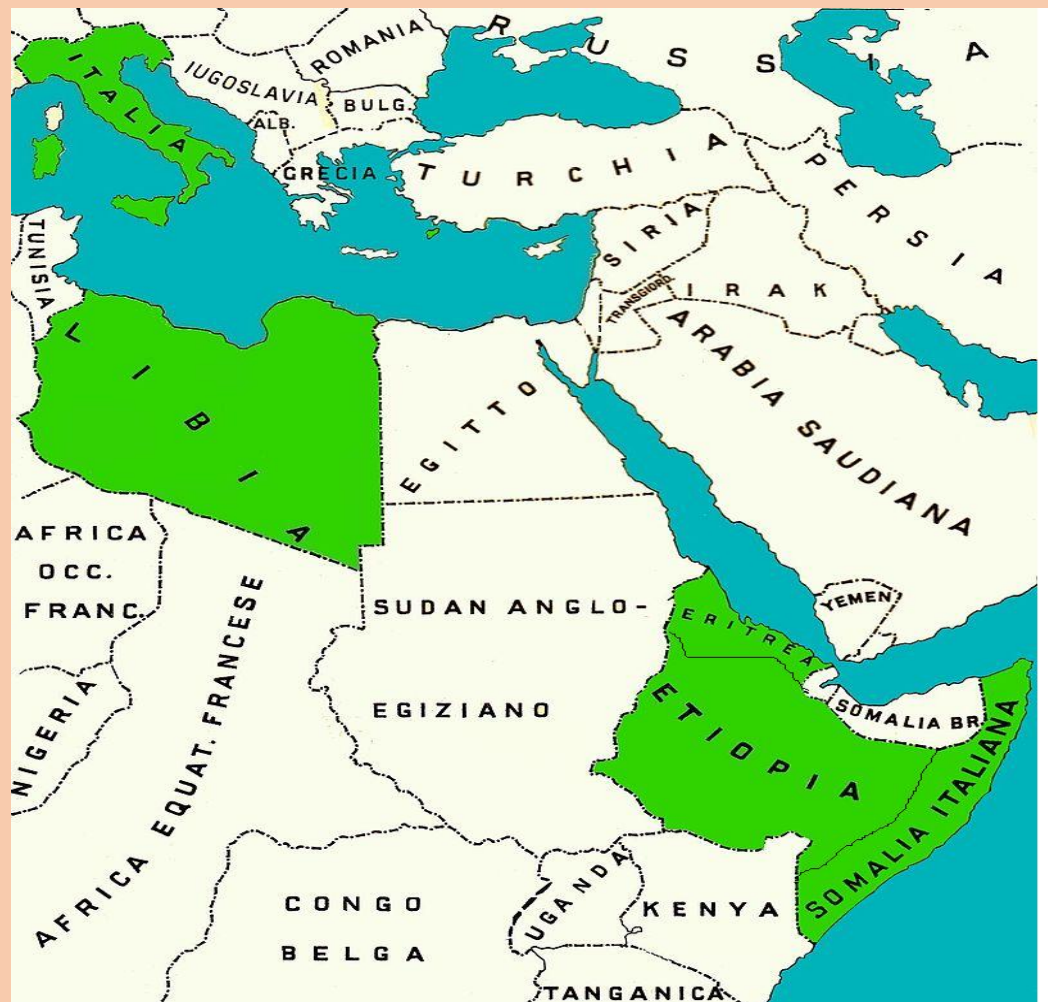 RUSSIA
ITALIA
ROMANIA
IUGOSLAVIA
BULG.
ALB.
GRECIA
TURCHIA
PERSIA
TUNISIA
SIRIA
TRANSGIORD.
IRAK
LIBIA
EGITTO
ARABIA SAUDIANA
AFRICA
OCC.
FRANC.
SUDAN ANGLO-
EGIZIANO
YEMEN
ERITREA
NIGERIA
AFRICA EQUAT. FRANCESE
ETIOPIA
SOMALIA BR.
SOMALIA ITALIANA
CONGO
BELGA
UGANDA
KENYA
TANGANICA